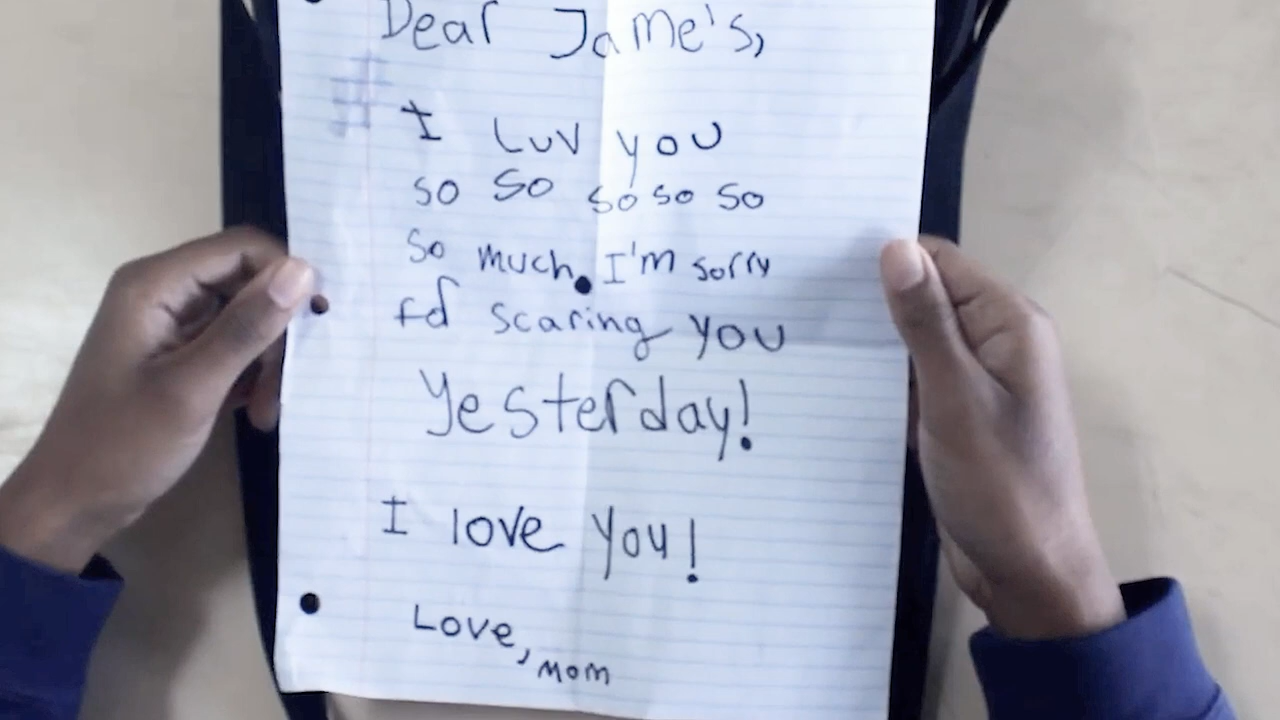 Dear Jame's,
I Luv you
so so so so so
so much. I'm sorry
for scaring you
Yesterday!
I love you!
Love, Mom